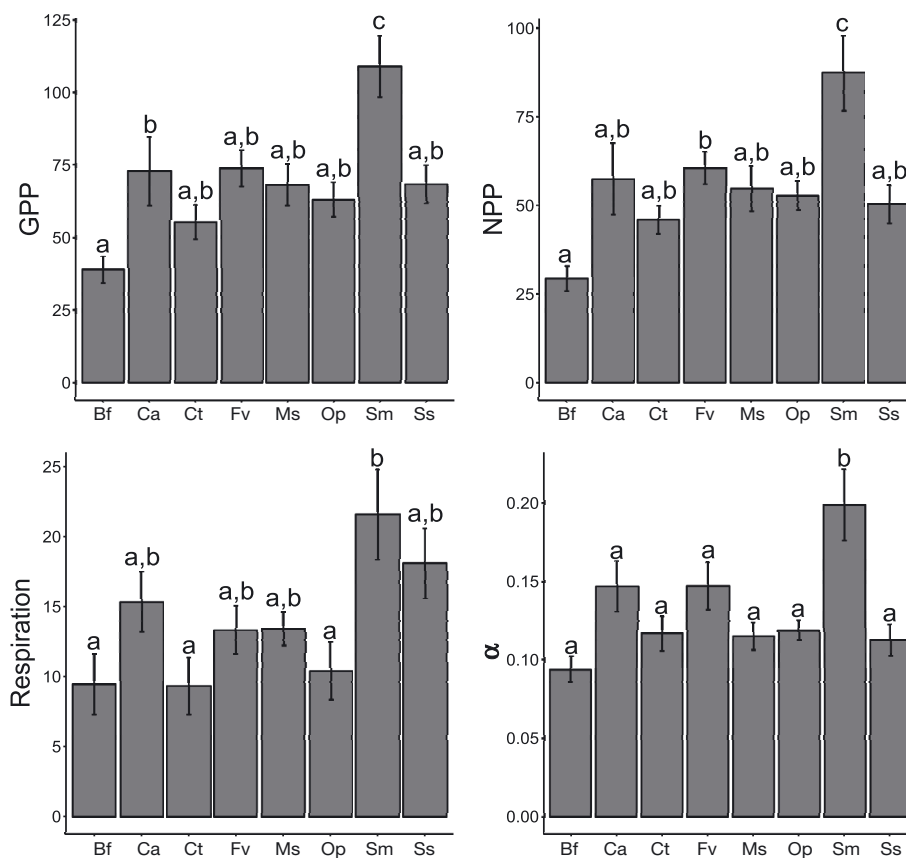 125
100
75
50
25
0
GPP
a
b
a,b
a,b
a,b
a,b
c
a,b
Bf Ca Ct Fv Ms Op Sm Ss
100
75
50
25
0
NPP
a
a,b
a,b
b
a,b
a,b
c
a,b
Bf Ca Ct Fv Ms Op Sm Ss
25
20
15
10
5
0
Respiration
a
a,b
a
a,b
a,b
a
b
a,b
Bf Ca Ct Fv Ms Op Sm Ss
0.20
0.15
0.10
0.05
0.00
α
a
a
a
a
a
a
b
a
Bf Ca Ct Fv Ms Op Sm Ss